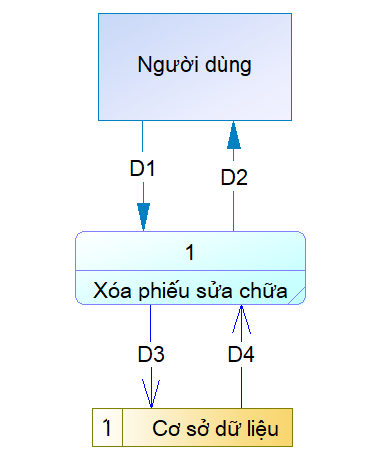 Người dùng
D1
D2
1
Xóa phiếu sửa chữa
D3
D4
1 Cơ sở dữ liệu